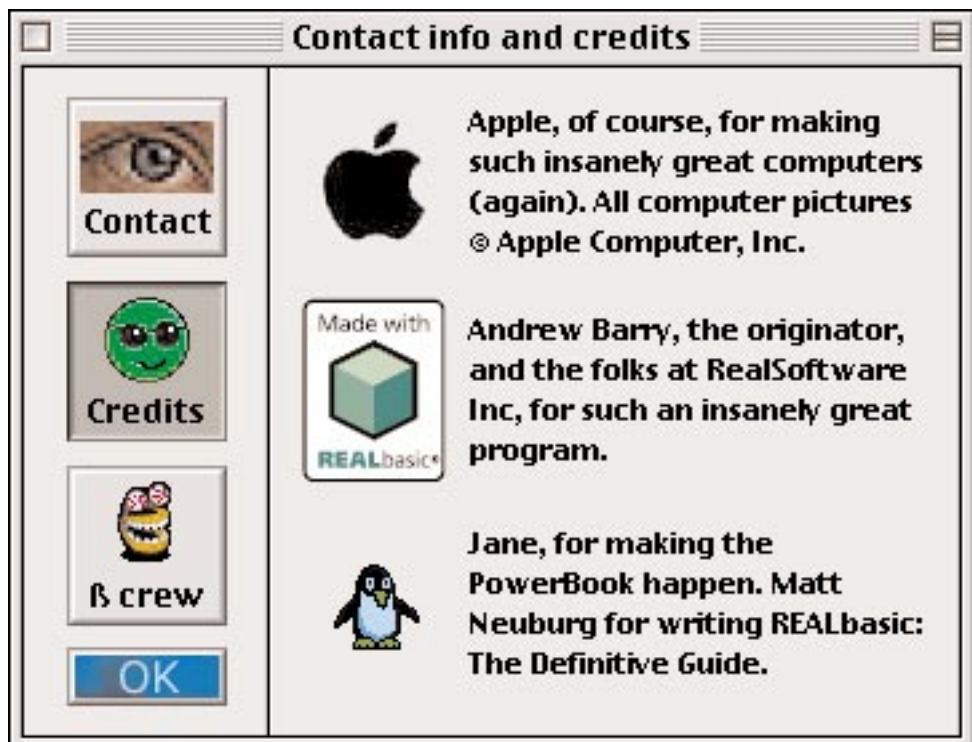 Contact info and credits
Contact
Credits
ß crew
OK
Apple, of course, for making
such insanely great computers
(again). All computer pictures
© Apple Computer, Inc.
Made with
REALbasic®
Andrew Barry, the originator,
and the folks at RealSoftware
Inc, for such an insanely great
program.
Jane, for making the
PowerBook happen. Matt
Neuburg for writing REALbasic:
The Definitive Guide.